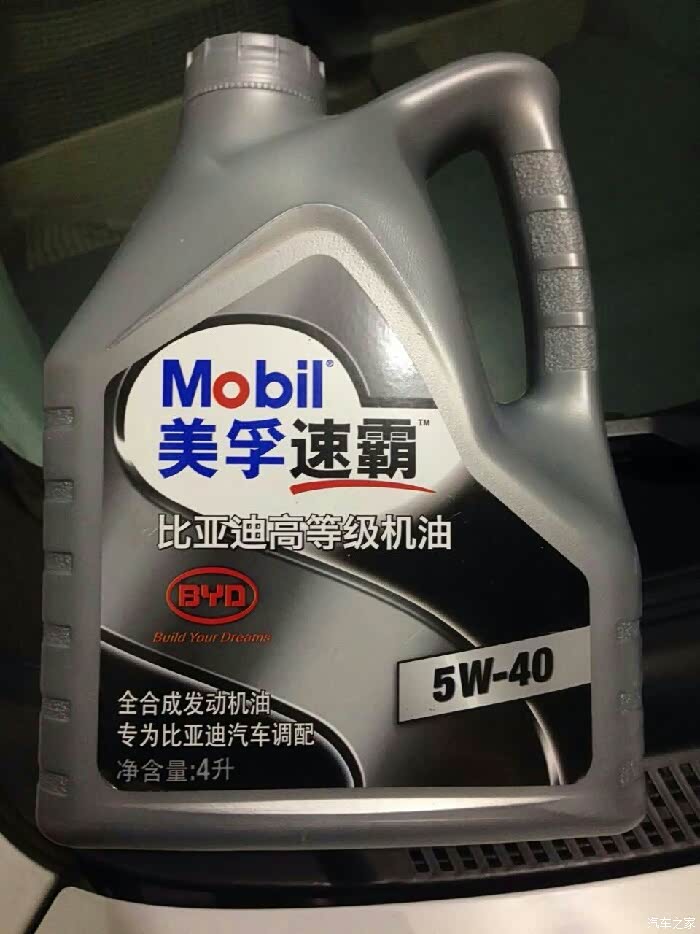 Mobil®
美孚速霸™
比亚迪高等级机油
BYD
Build Your Dreams
5W-40
全合成发动机油
专为比亚迪汽车调配
净含量:4升
汽车之家